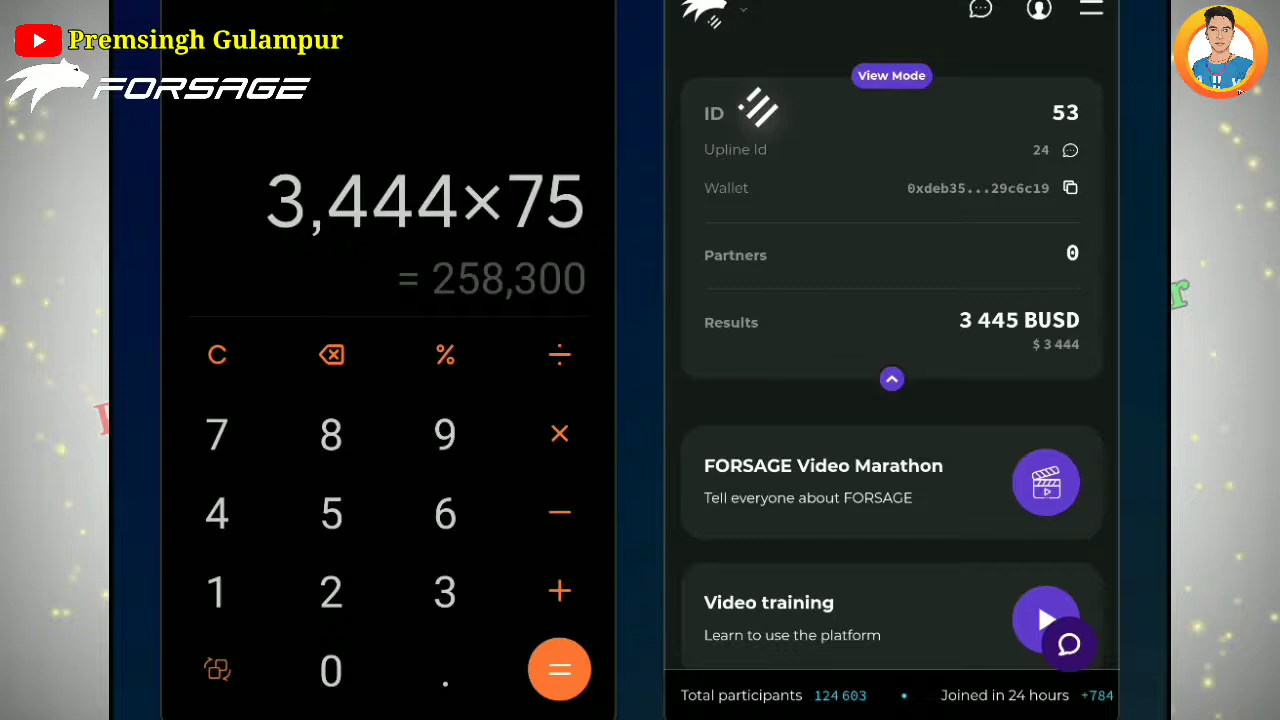 Premsingh Gulampur
FORSAGE
3,444×75
= 258,300
C % ÷
7 8 9 ×
4 5 6 −
1 2 3 +
0 . =
View Mode
ID 53
Upline Id 24
Wallet 0xdeb35...29c6c19
Partners 0
Results 3 445 BUSD
$ 3 444
FORSAGE Video Marathon
Tell everyone about FORSAGE
Video training
Learn to use the platform
Total participants 124 603 • Joined in 24 hours +784